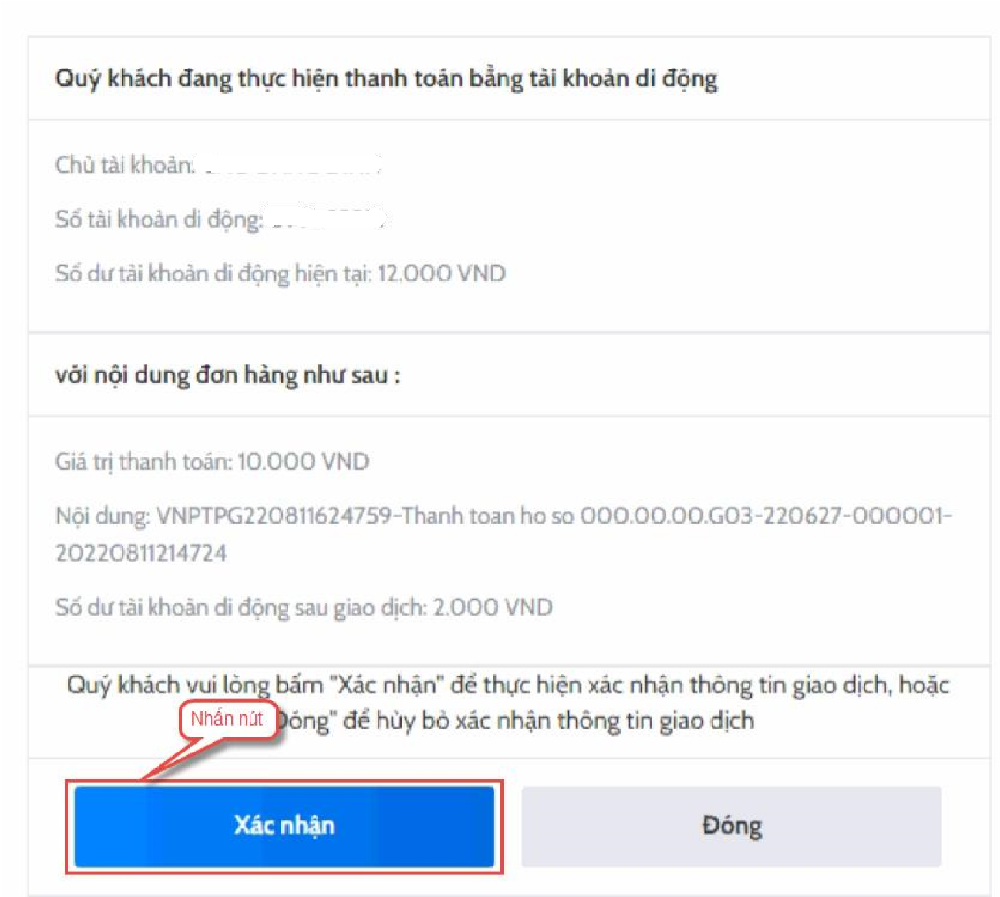 Quý khách đang thực hiện thanh toán bằng tài khoản di động
Chủ tài khoản:
Số tài khoản di động:
Số dư tài khoản di động hiện tại: 12.000 VND
với nội dung đơn hàng như sau :
Giá trị thanh toán: 10.000 VND
Nội dung: VNPTPG220811624759-Thanh toan ho so 000.00.00.G03-220627-000001-
20220811214724
Số dư tài khoản di động sau giao dịch: 2.000 VND
Quý khách vui lòng bấm "Xác nhận" để thực hiện xác nhận thông tin giao dịch, hoặc
Đóng" để hủy bỏ xác nhận thông tin giao dịch
Nhấn nút
Xác nhận
Đóng